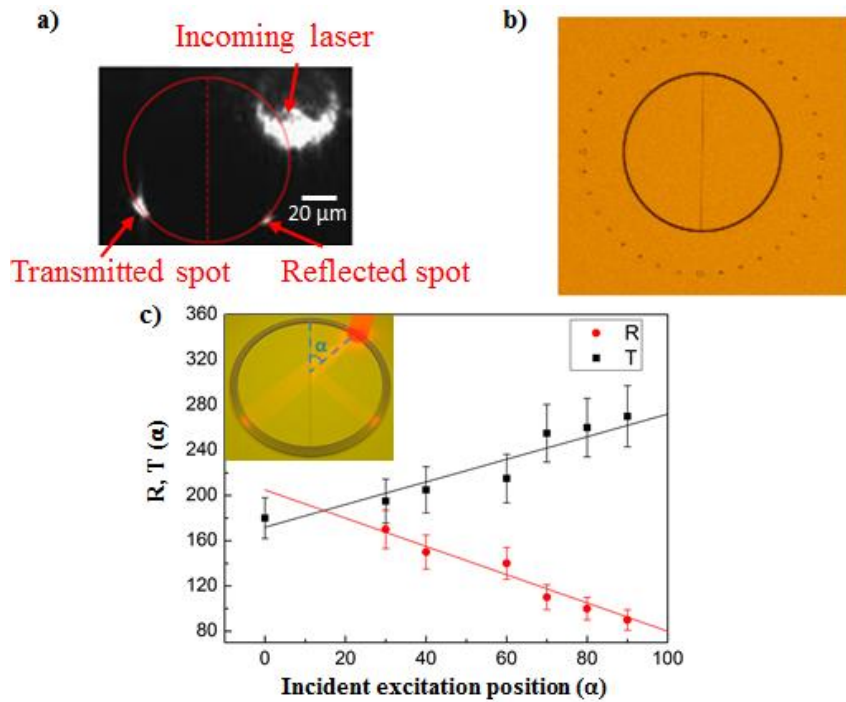 a)
Incoming laser
20 μm
Transmitted spot
Reflected spot
b)
c)
α
R
T
360
320
280
240
200
160
120
80
R, T (α)
0
20
40
60
80
100
Incident excitation position (α)